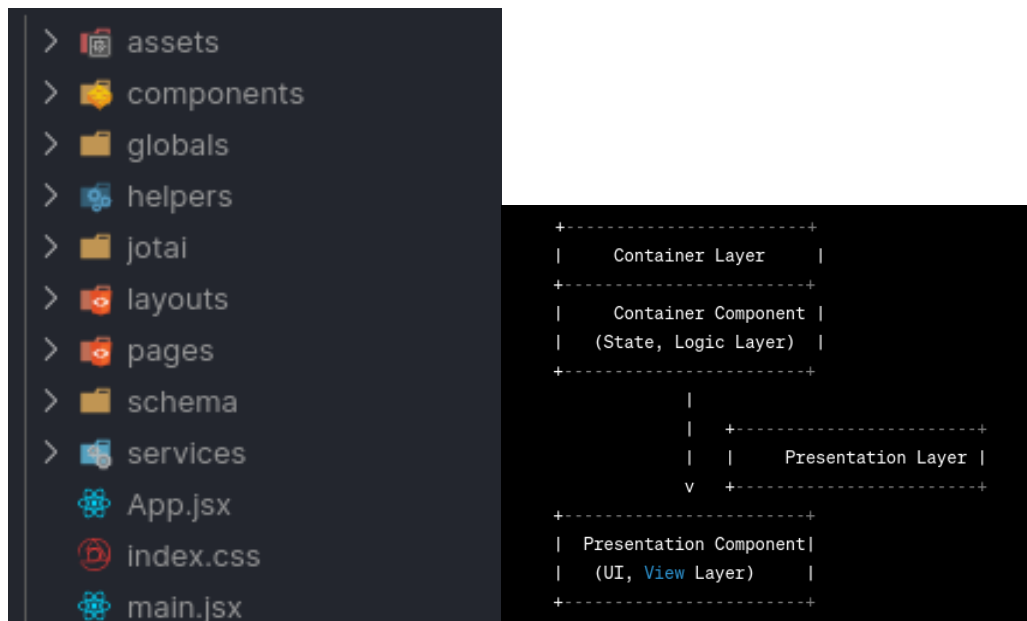 assets
components
globals
helpers
jotai
layouts
pages
schema
services
App.jsx
index.css
main.jsx
+------------------------+
|     Container Layer     |
+------------------------+
|     Container Component |
|   (State, Logic Layer)  |
+------------------------+
|
|   +------------------------+
|   |     Presentation Layer |
v   +------------------------+
+------------------------+
|  Presentation Component|
|   (UI, View Layer)     |
+------------------------+